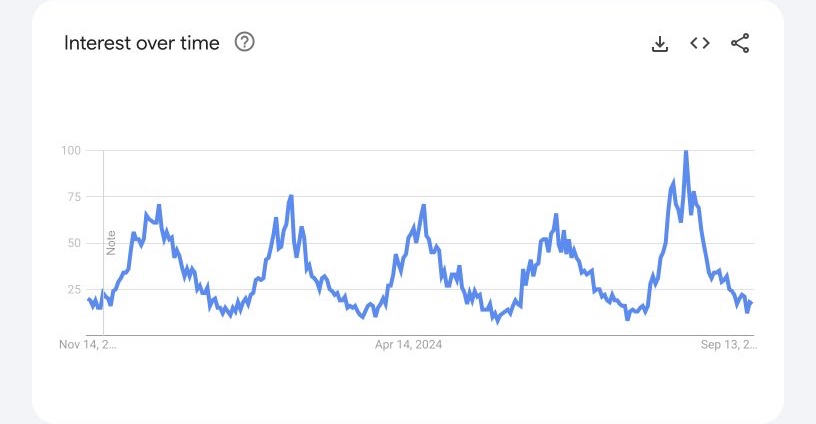 Interest over time
100
75
50
25
Note
Nov 14, 2...
Apr 14, 2024
Sep 13, 2...